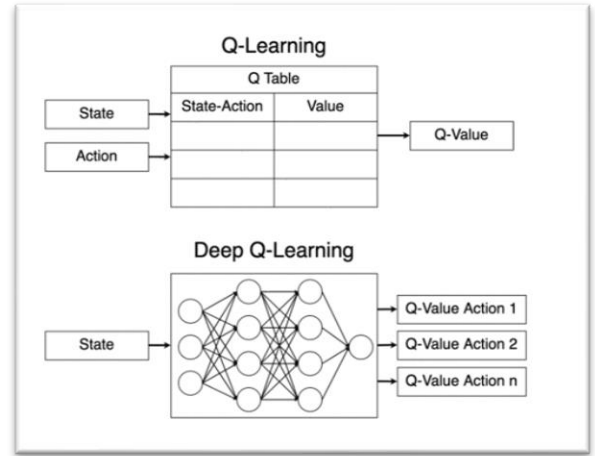 Q-Learning
Q Table
State-Action Value
State
Action
Q-Value
Deep Q-Learning
State
Q-Value Action 1
Q-Value Action 2
Q-Value Action n